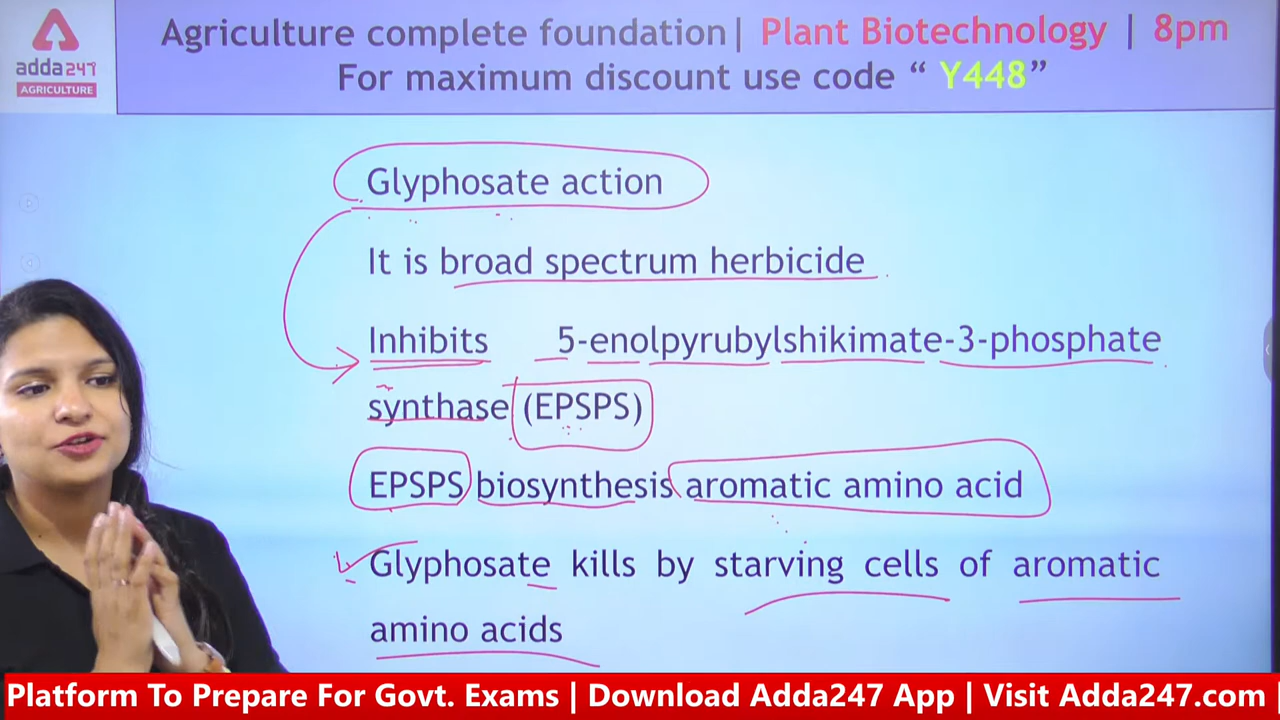 Agriculture complete foundation| Plant Biotechnology | 8pm
For maximum discount use code “ Y448”
adda247
AGRICULTURE
Glyphosate action
It is broad spectrum herbicide
Inhibits 5-enolpyrubylshikimate-3-phosphate
synthase (EPSPS)
EPSPS biosynthesis aromatic amino acid
Glyphosate kills by starving cells of aromatic
amino acids
Platform To Prepare For Govt. Exams | Download Adda247 App | Visit Adda247.com |